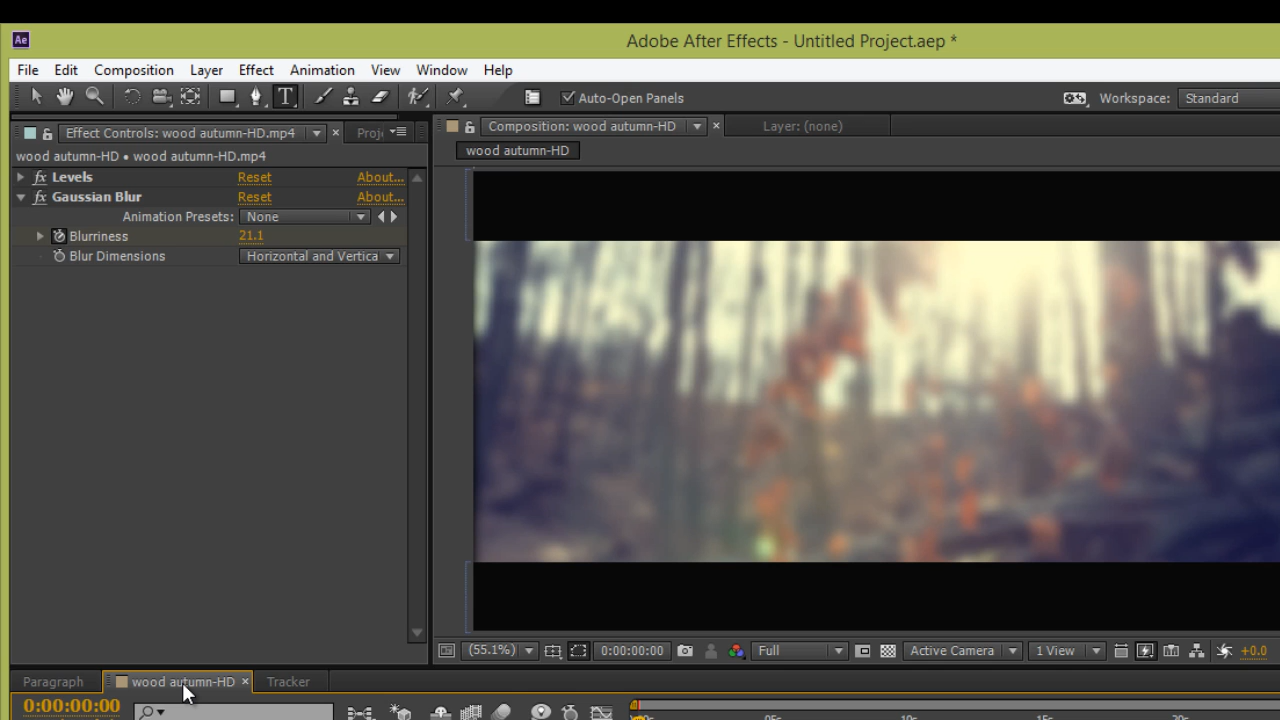 Ae
Adobe After Effects - Untitled Project.aep *
File Edit Composition Layer Effect Animation View Window Help
T Auto-Open Panels Workspace: Standard
Effect Controls: wood autumn-HD.mp4 × Proje
Composition: wood autumn-HD × Layer: (none)
wood autumn-HD • wood autumn-HD.mp4
wood autumn-HD
fx Levels Reset About...
fx Gaussian Blur Reset About...
Animation Presets: None
Blurriness 21.1
Blur Dimensions Horizontal and Vertica
(55.1%) 0:00:00:00 Full Active Camera 1 View +0.0
Paragraph wood autumn-HD × Tracker
0:00:00:00